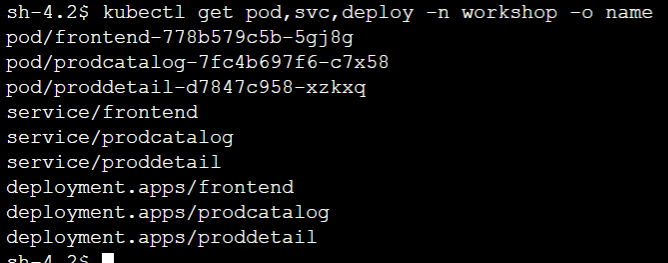 sh-4.2$ kubectl get pod,svc,deploy -n workshop -o name
pod/frontend-778b579c5b-5gj8g
pod/prodcatalog-7fc4b697f6-c7x58
pod/proddetail-d7847c958-xzkxq
service/frontend
service/prodcatalog
service/proddetail
deployment.apps/frontend
deployment.apps/prodcatalog
deployment.apps/proddetail
sh-4.2$